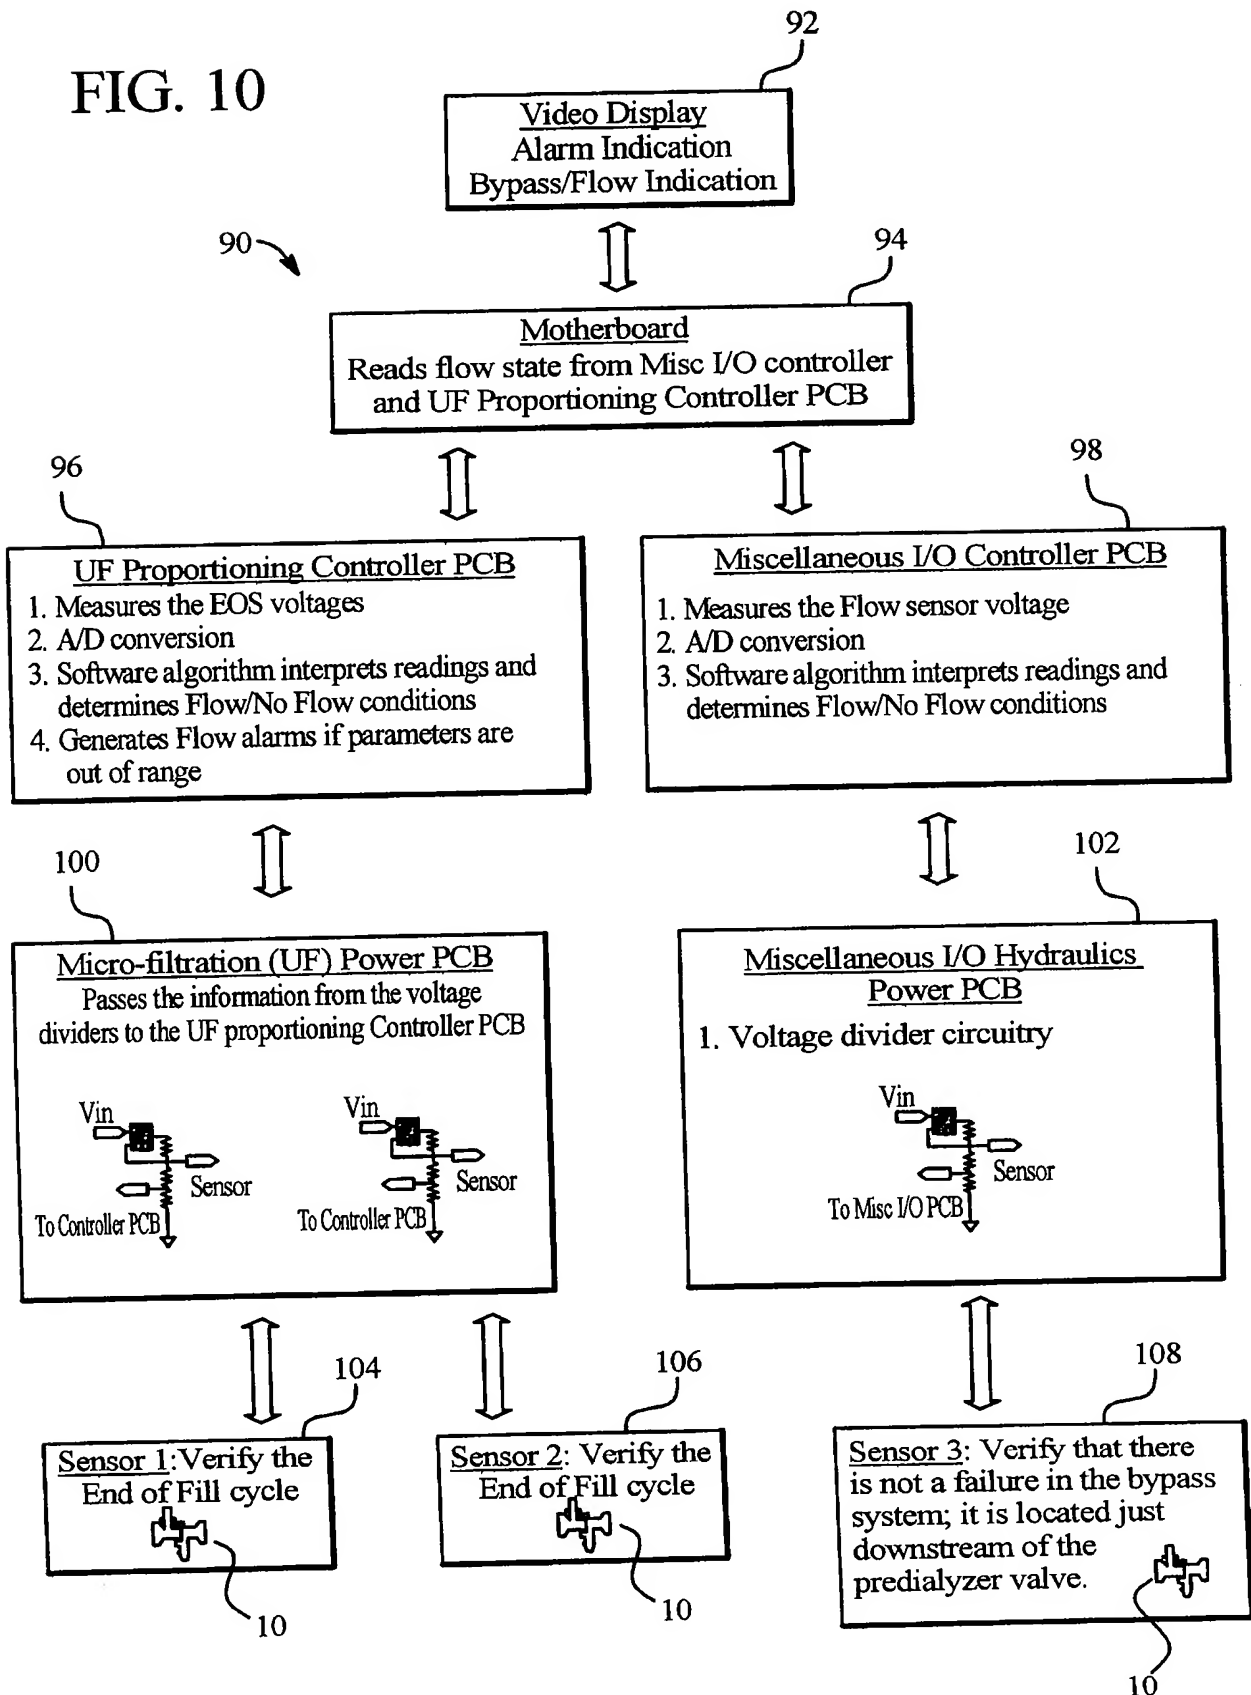 FIG. 10
92
Video Display
Alarm Indication
Bypass/Flow Indication
90
94
Motherboard
Reads flow state from Misc I/O controller
and UF Proportioning Controller PCB
96
UF Proportioning Controller PCB
1. Measures the EOS voltages
2. A/D conversion
3. Software algorithm interprets readings and
determines Flow/No Flow conditions
4. Generates Flow alarms if parameters are
out of range
98
Miscellaneous I/O Controller PCB
1. Measures the Flow sensor voltage
2. A/D conversion
3. Software algorithm interprets readings and
determines Flow/No Flow conditions
100
Micro-filtration (UF) Power PCB
Passes the information from the voltage
dividers to the UF proportioning Controller PCB
Vin
Sensor
To Controller PCB
Vin
Sensor
To Controller PCB
102
Miscellaneous I/O Hydraulics
Power PCB
1. Voltage divider circuitry
Vin
Sensor
To Misc I/O PCB
104
Sensor 1:Verify the
End of Fill cycle
10
106
Sensor 2: Verify the
End of Fill cycle
10
108
Sensor 3: Verify that there
is not a failure in the bypass
system; it is located just
downstream of the
predialyzer valve.
10